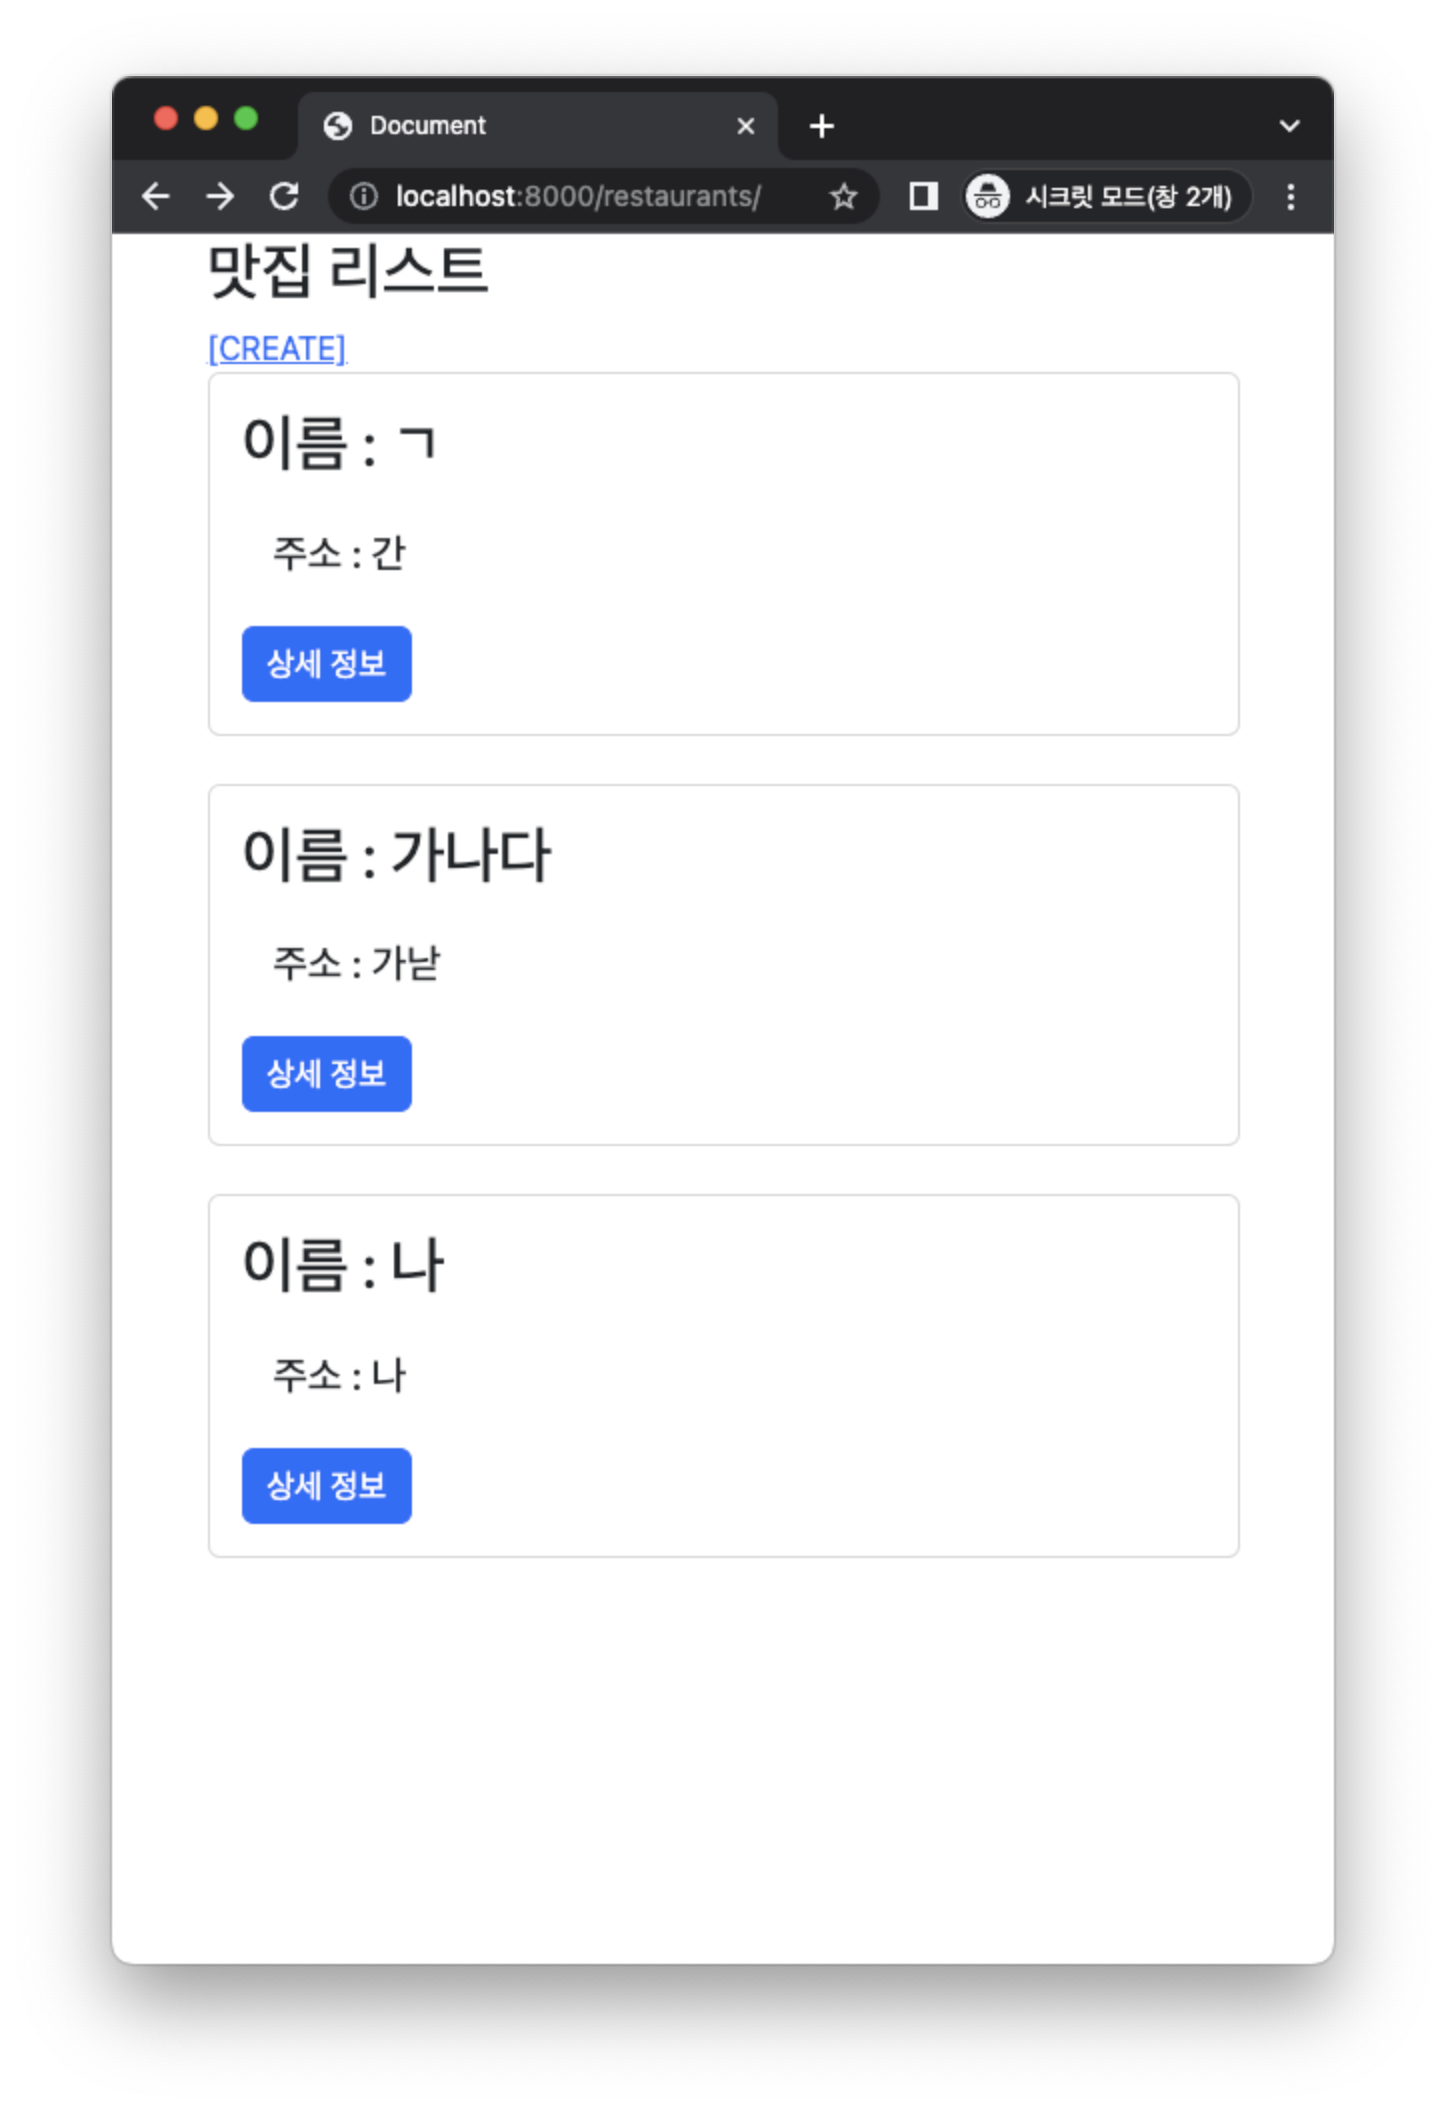 Document
localhost:8000/restaurants/
시크릿 모드(창 2개)
맛집 리스트
[CREATE]
이름 : ㄱ
주소 : 간
상세 정보
이름 : 가나다
주소 : 가낟
상세 정보
이름 : 나
주소 : 나
상세 정보